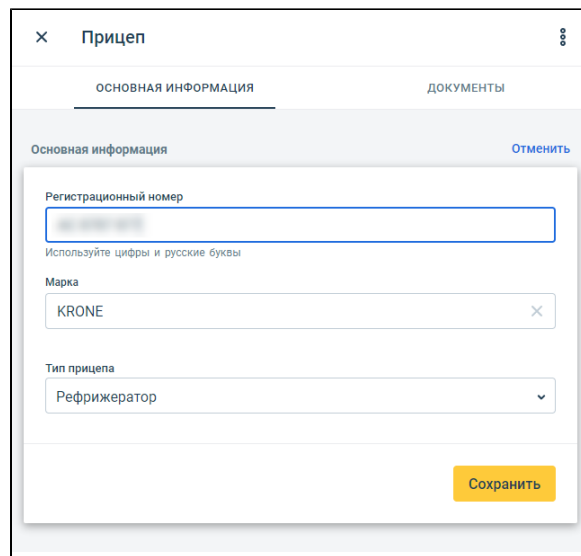 Прицеп
ОСНОВНАЯ ИНФОРМАЦИЯ ДОКУМЕНТЫ
Основная информация Отменить
Регистрационный номер
Используйте цифры и русские буквы
Марка
KRONE
Тип прицепа
Рефрижератор
Сохранить